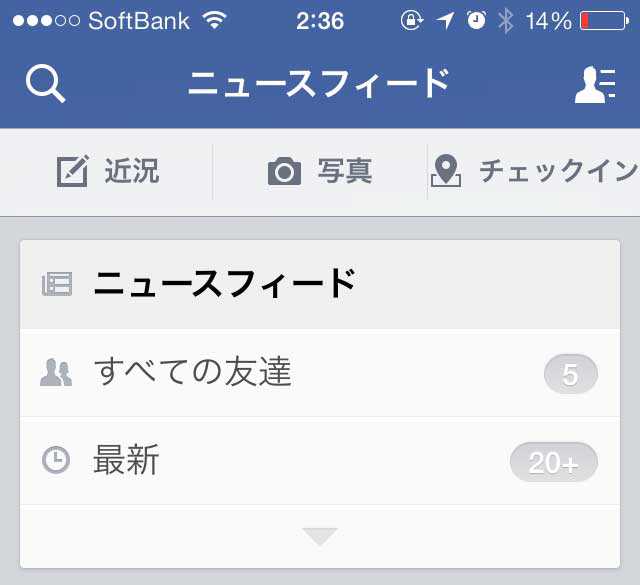 SoftBank 2:36 14%
ニュースフィード
近況 写真 チェックイン
ニュースフィード
すべての友達 5
最新 20+